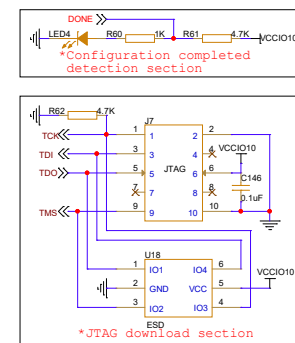 DONE
LED4 R60 1K R61 4.7K VCCIO10
*Configuration completed
detection section
R62 4.7K
J7
TCK 1 1 2 2
VCCIO10
TDI 3 3 4 4
JTAG
TDO 5 5 6 6
7 7 8 8 C146
TMS 9 9 10 10 0.1uF
U18
1 IO1 IO4 6
VCCIO10
2 GND VCC 5
3 IO2 IO3 4
ESD
*JTAG download section